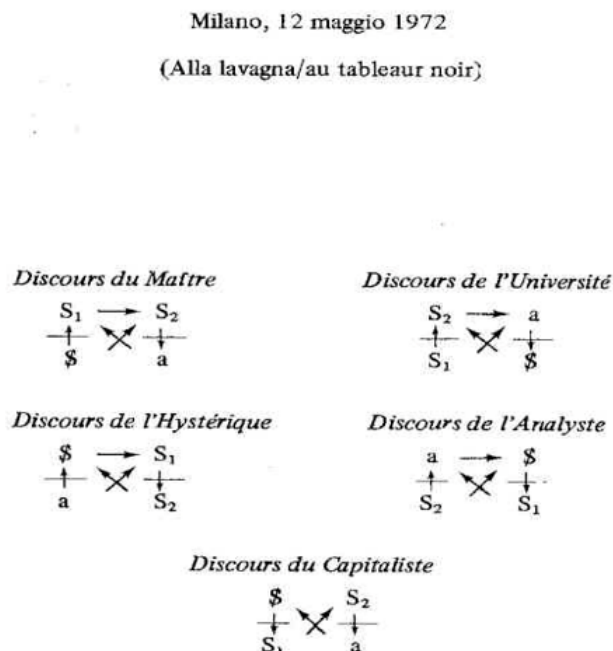 Milano, 12 maggio 1972
(Alla lavagna/au tableaur noir)
Discours du Maître
S₁ → S₂
$ a
Discours de l'Université
S₂ → a
S₁ $
Discours de l'Hystérique
$ → S₁
a S₂
Discours de l'Analyste
a → $
S₂ S₁
Discours du Capitaliste
$ S₂
S₁ a